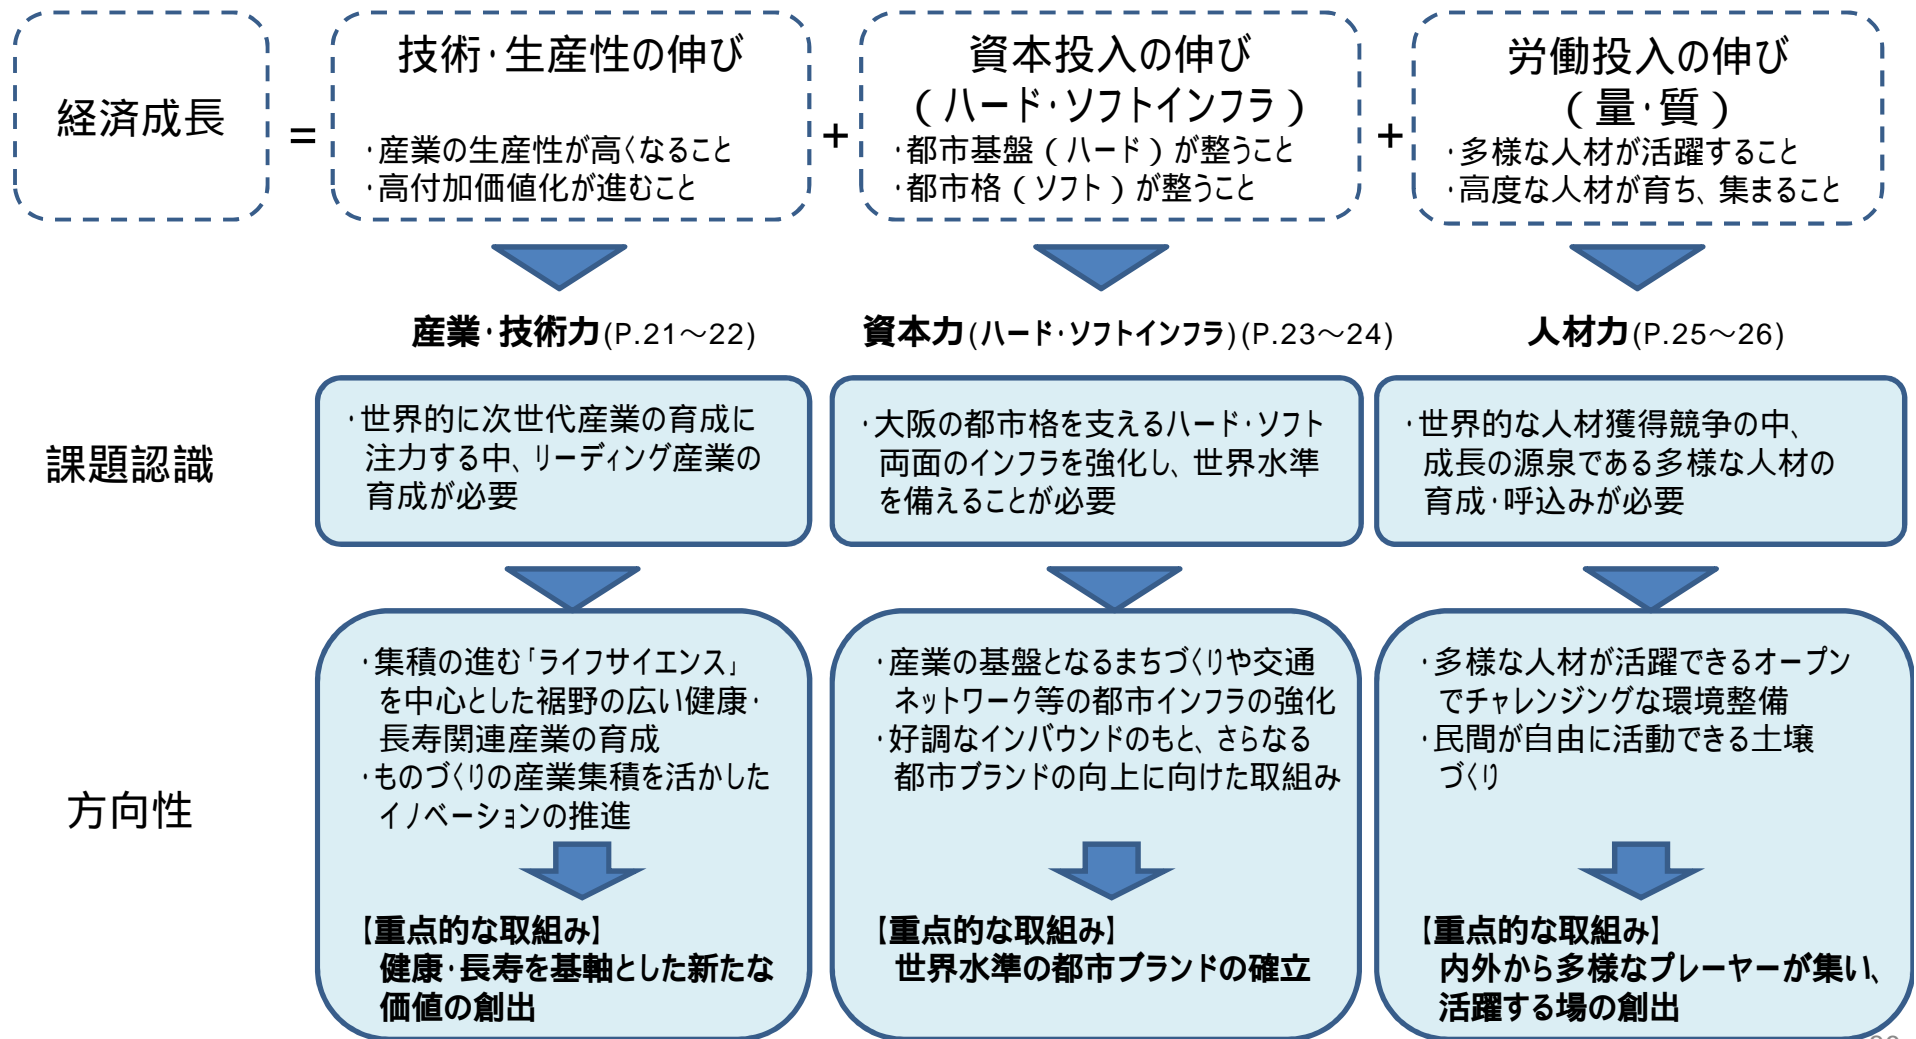 経済成長
=
技術・生産性の伸び
・産業の生産性が高くなること
・高付加価値化が進むこと
+
資本投入の伸び
（ハード・ソフトインフラ）
・都市基盤（ハード）が整うこと
・都市格（ソフト）が整うこと
+
労働投入の伸び
（量・質）
・多様な人材が活躍すること
・高度な人材が育ち、集まること
産業・技術力(P.21～22)
資本力(ハード・ソフトインフラ)(P.23～24)
人材力(P.25～26)
課題認識
・世界的に次世代産業の育成に
注力する中、リーディング産業の
育成が必要
・大阪の都市格を支えるハード・ソフト
両面のインフラを強化し、世界水準
を備えることが必要
・世界的な人材獲得競争の中、
成長の源泉である多様な人材の
育成・呼込みが必要
方向性
・集積の進む「ライフサイエンス」
を中心とした裾野の広い健康・
長寿関連産業の育成
・ものづくりの産業集積を活かした
イノベーションの推進
【重点的な取組み】
健康・長寿を基軸とした新たな
価値の創出
・産業の基盤となるまちづくりや交通
ネットワーク等の都市インフラの強化
・好調なインバウンドのもと、さらなる
都市ブランドの向上に向けた取組み
【重点的な取組み】
世界水準の都市ブランドの確立
・多様な人材が活躍できるオープン
でチャレンジングな環境整備
・民間が自由に活動できる土壌
づくり
【重点的な取組み】
内外から多様なプレーヤーが集い、
活躍する場の創出